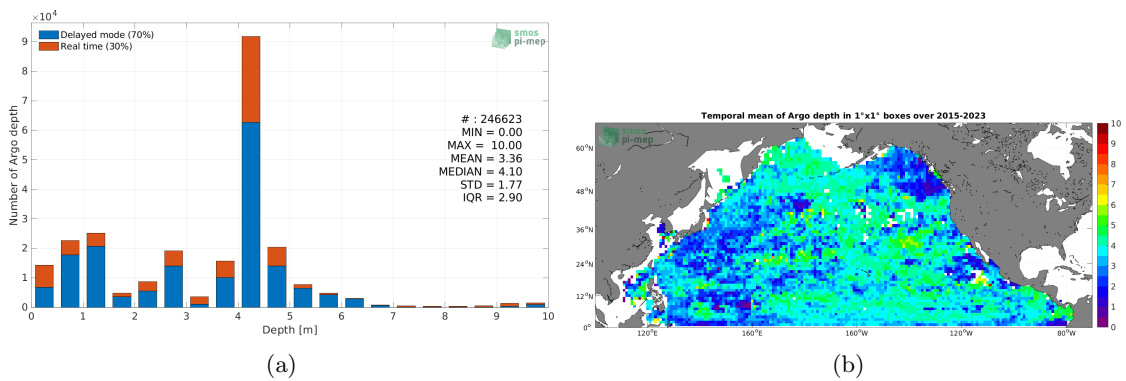 ×10⁴
9
8
7
6
5
4
3
2
1
0
Number of Argo depth
Delayed mode (70%)
Real time (30%)
smos
pi-mep
# : 246623
MIN = 0.00
MAX = 10.00
MEAN = 3.36
MEDIAN = 4.10
STD = 1.77
IQR = 2.90
0 1 2 3 4 5 6 7 8 9 10
Depth [m]
(a)
Temporal mean of Argo depth in 1°x1° boxes over 2015-2023
smos
pi-mep
60°N
48°N
36°N
24°N
12°N
0°
120°E 160°E 160°W 120°W 80°W
10
9
8
7
6
5
4
3
2
1
0
(b)